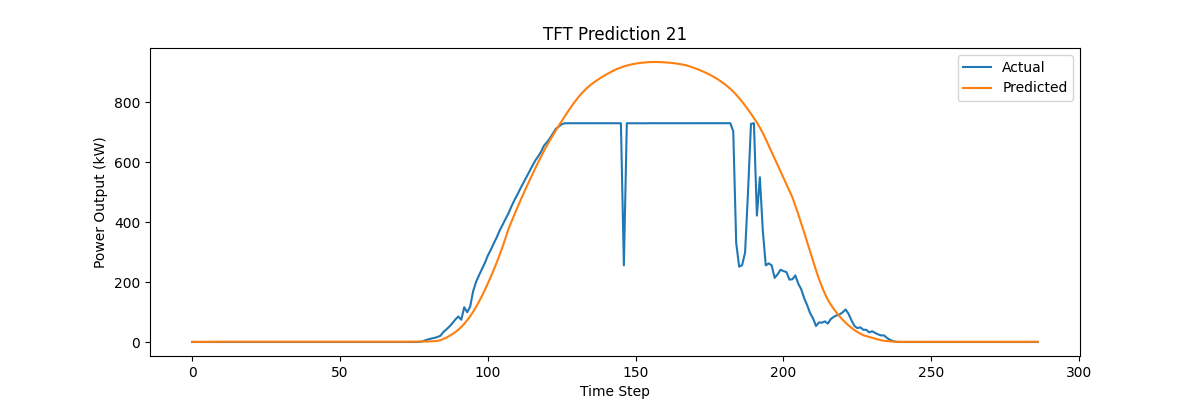 TFT Prediction 21
Actual
Predicted
Power Output (kW)
800
600
400
200
0
0 50 100 150 200 250 300
Time Step